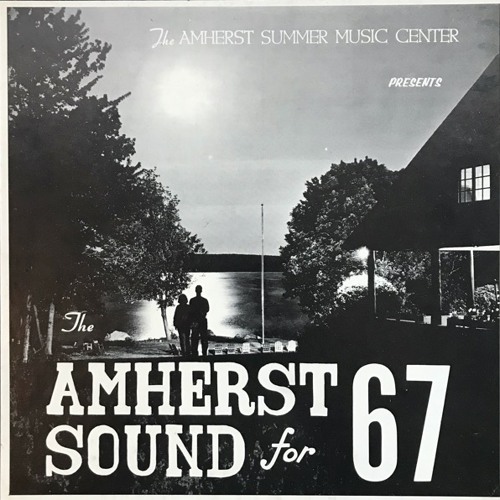 The AMHERST SUMMER MUSIC CENTER
PRESENTS
The
AMHERST
SOUND for 67